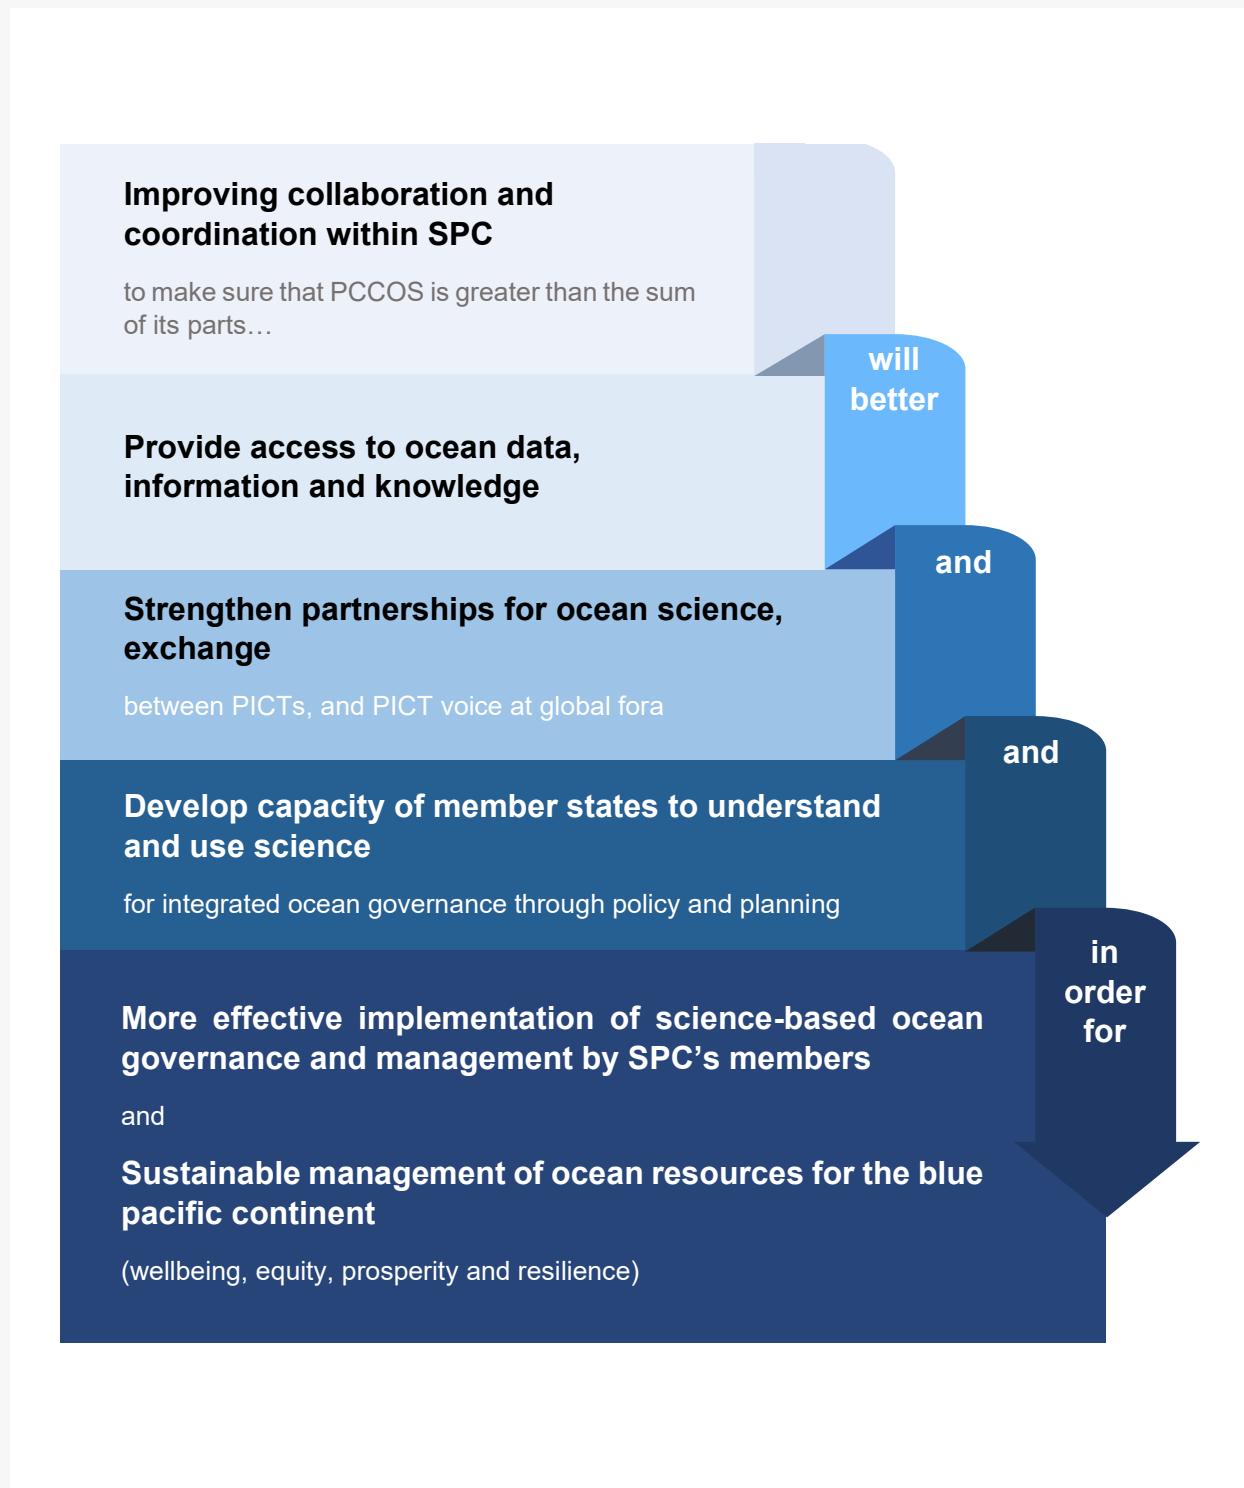 Improving collaboration and
coordination within SPC
to make sure that PCCOS is greater than the sum
of its parts…
will
better
Provide access to ocean data,
information and knowledge
and
Strengthen partnerships for ocean science,
exchange
between PICTs, and PICT voice at global fora
and
Develop capacity of member states to understand
and use science
for integrated ocean governance through policy and planning
in
order
for
More effective implementation of science-based ocean
governance and management by SPC’s members
and
Sustainable management of ocean resources for the blue
pacific continent
(wellbeing, equity, prosperity and resilience)